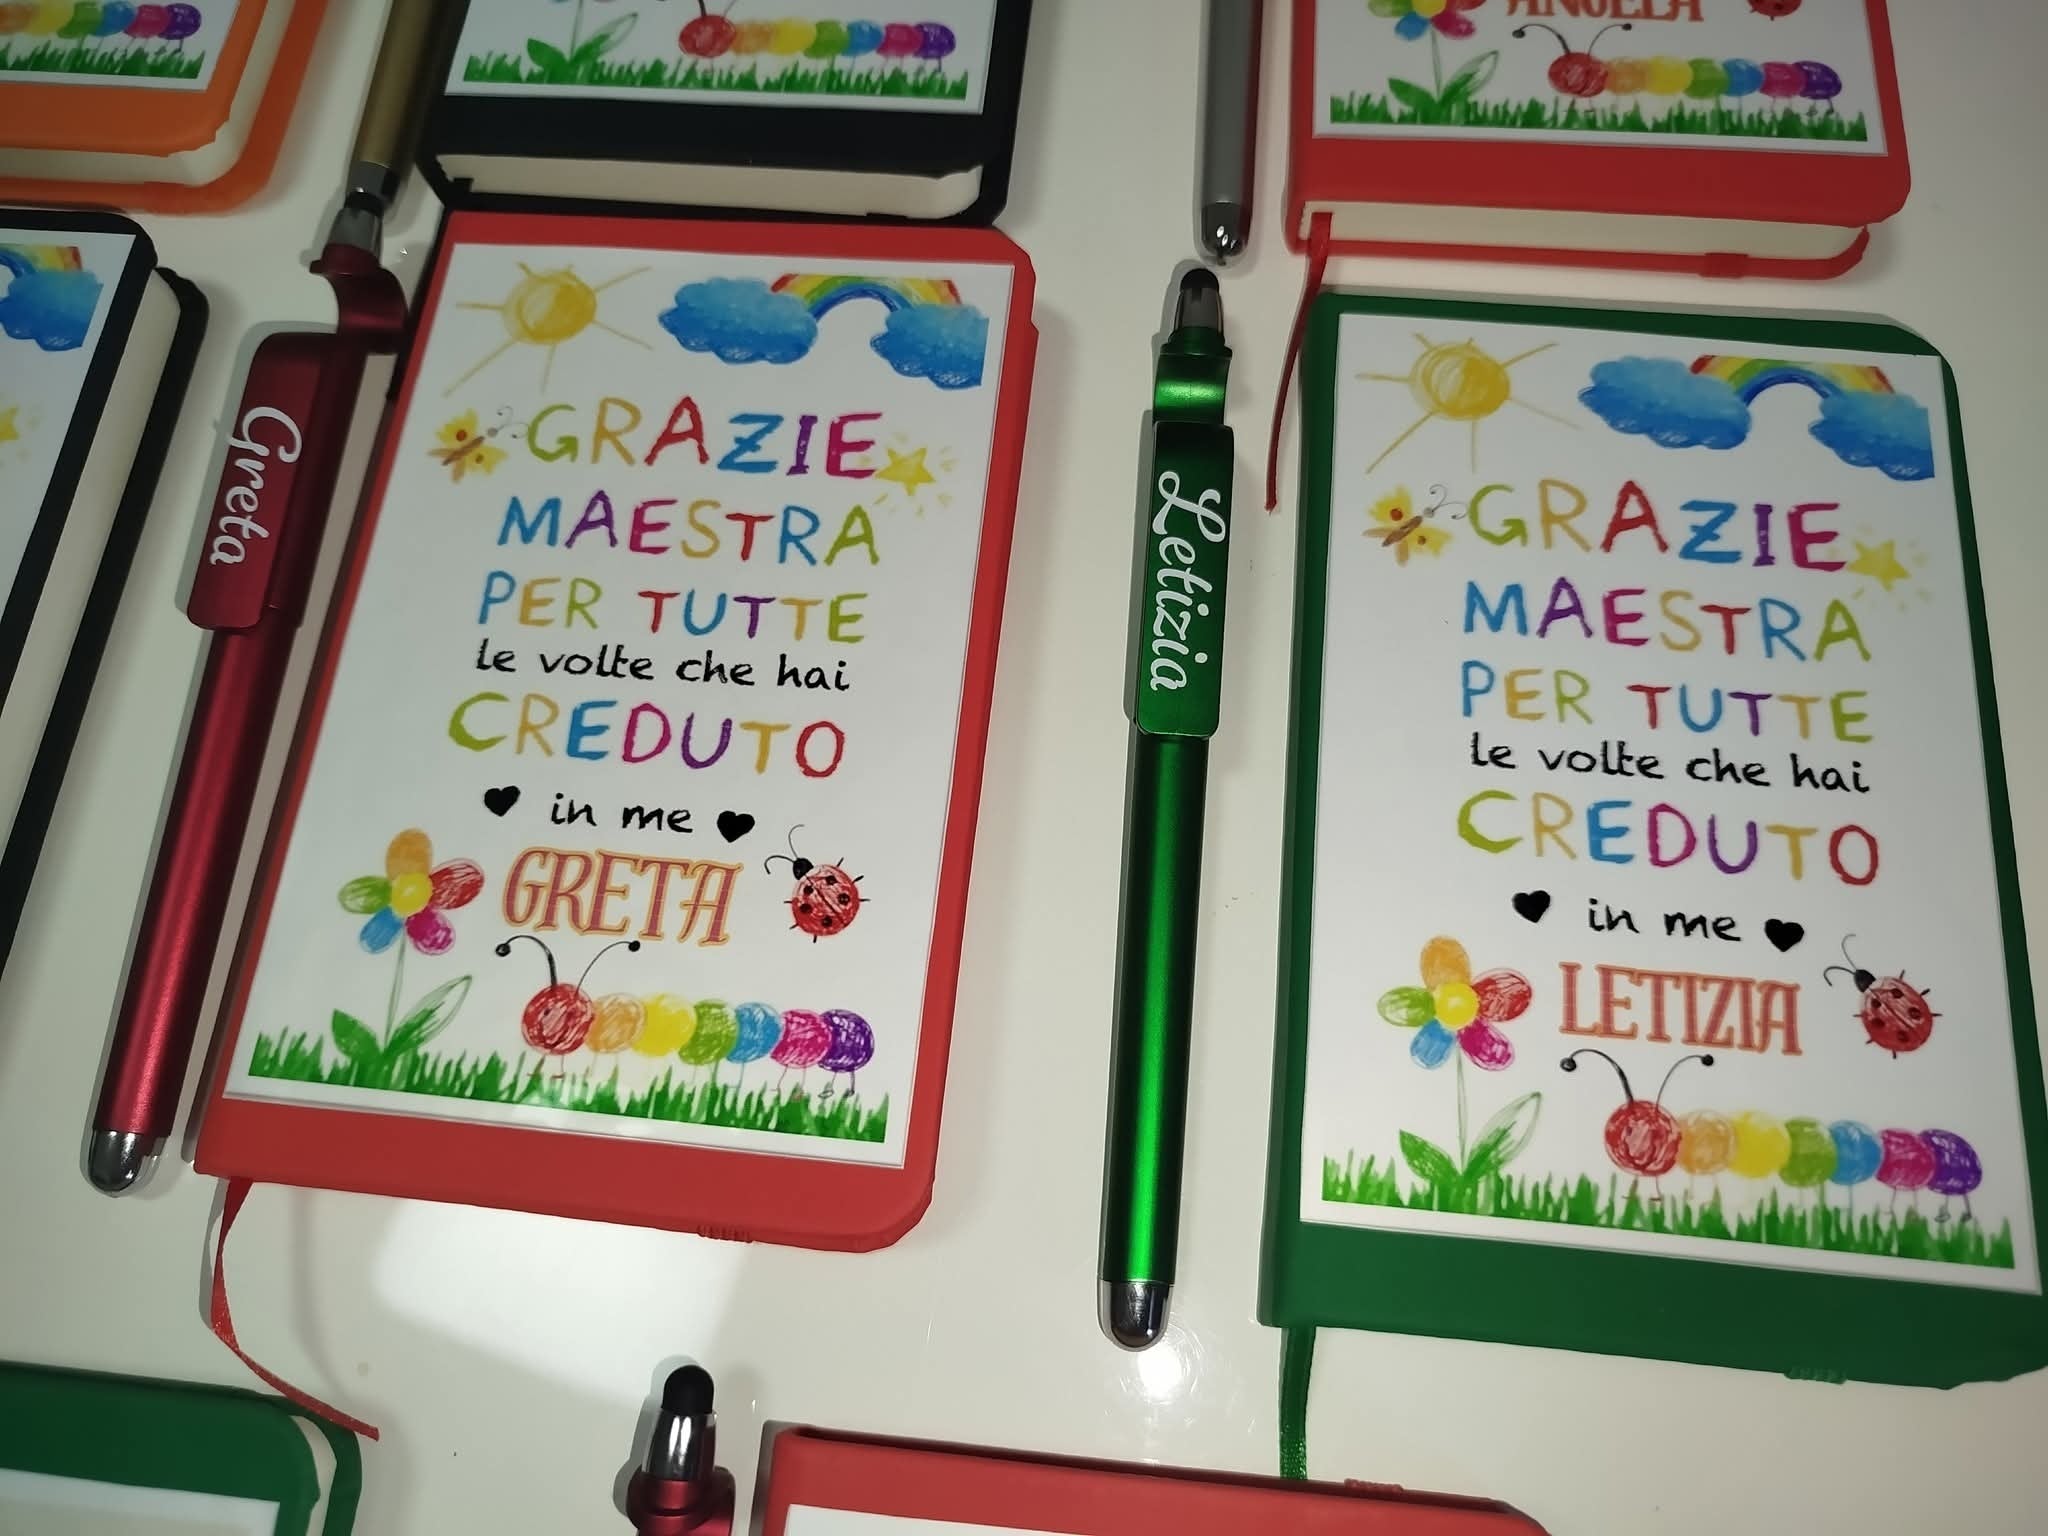 ANGELA
Greta
GRAZIE
MAESTRA
PER TUTTE
le volte che hai
CREDUTO
in me
GRETA
Letizia
GRAZIE
MAESTRA
PER TUTTE
le volte che hai
CREDUTO
in me
LETIZIA